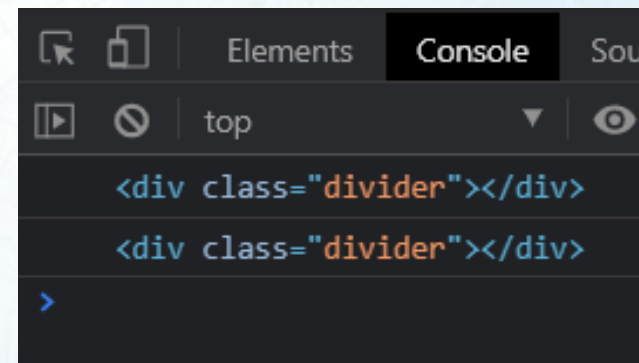 Elements Console Sou
top
<div class="divider"></div>
<div class="divider"></div>
>